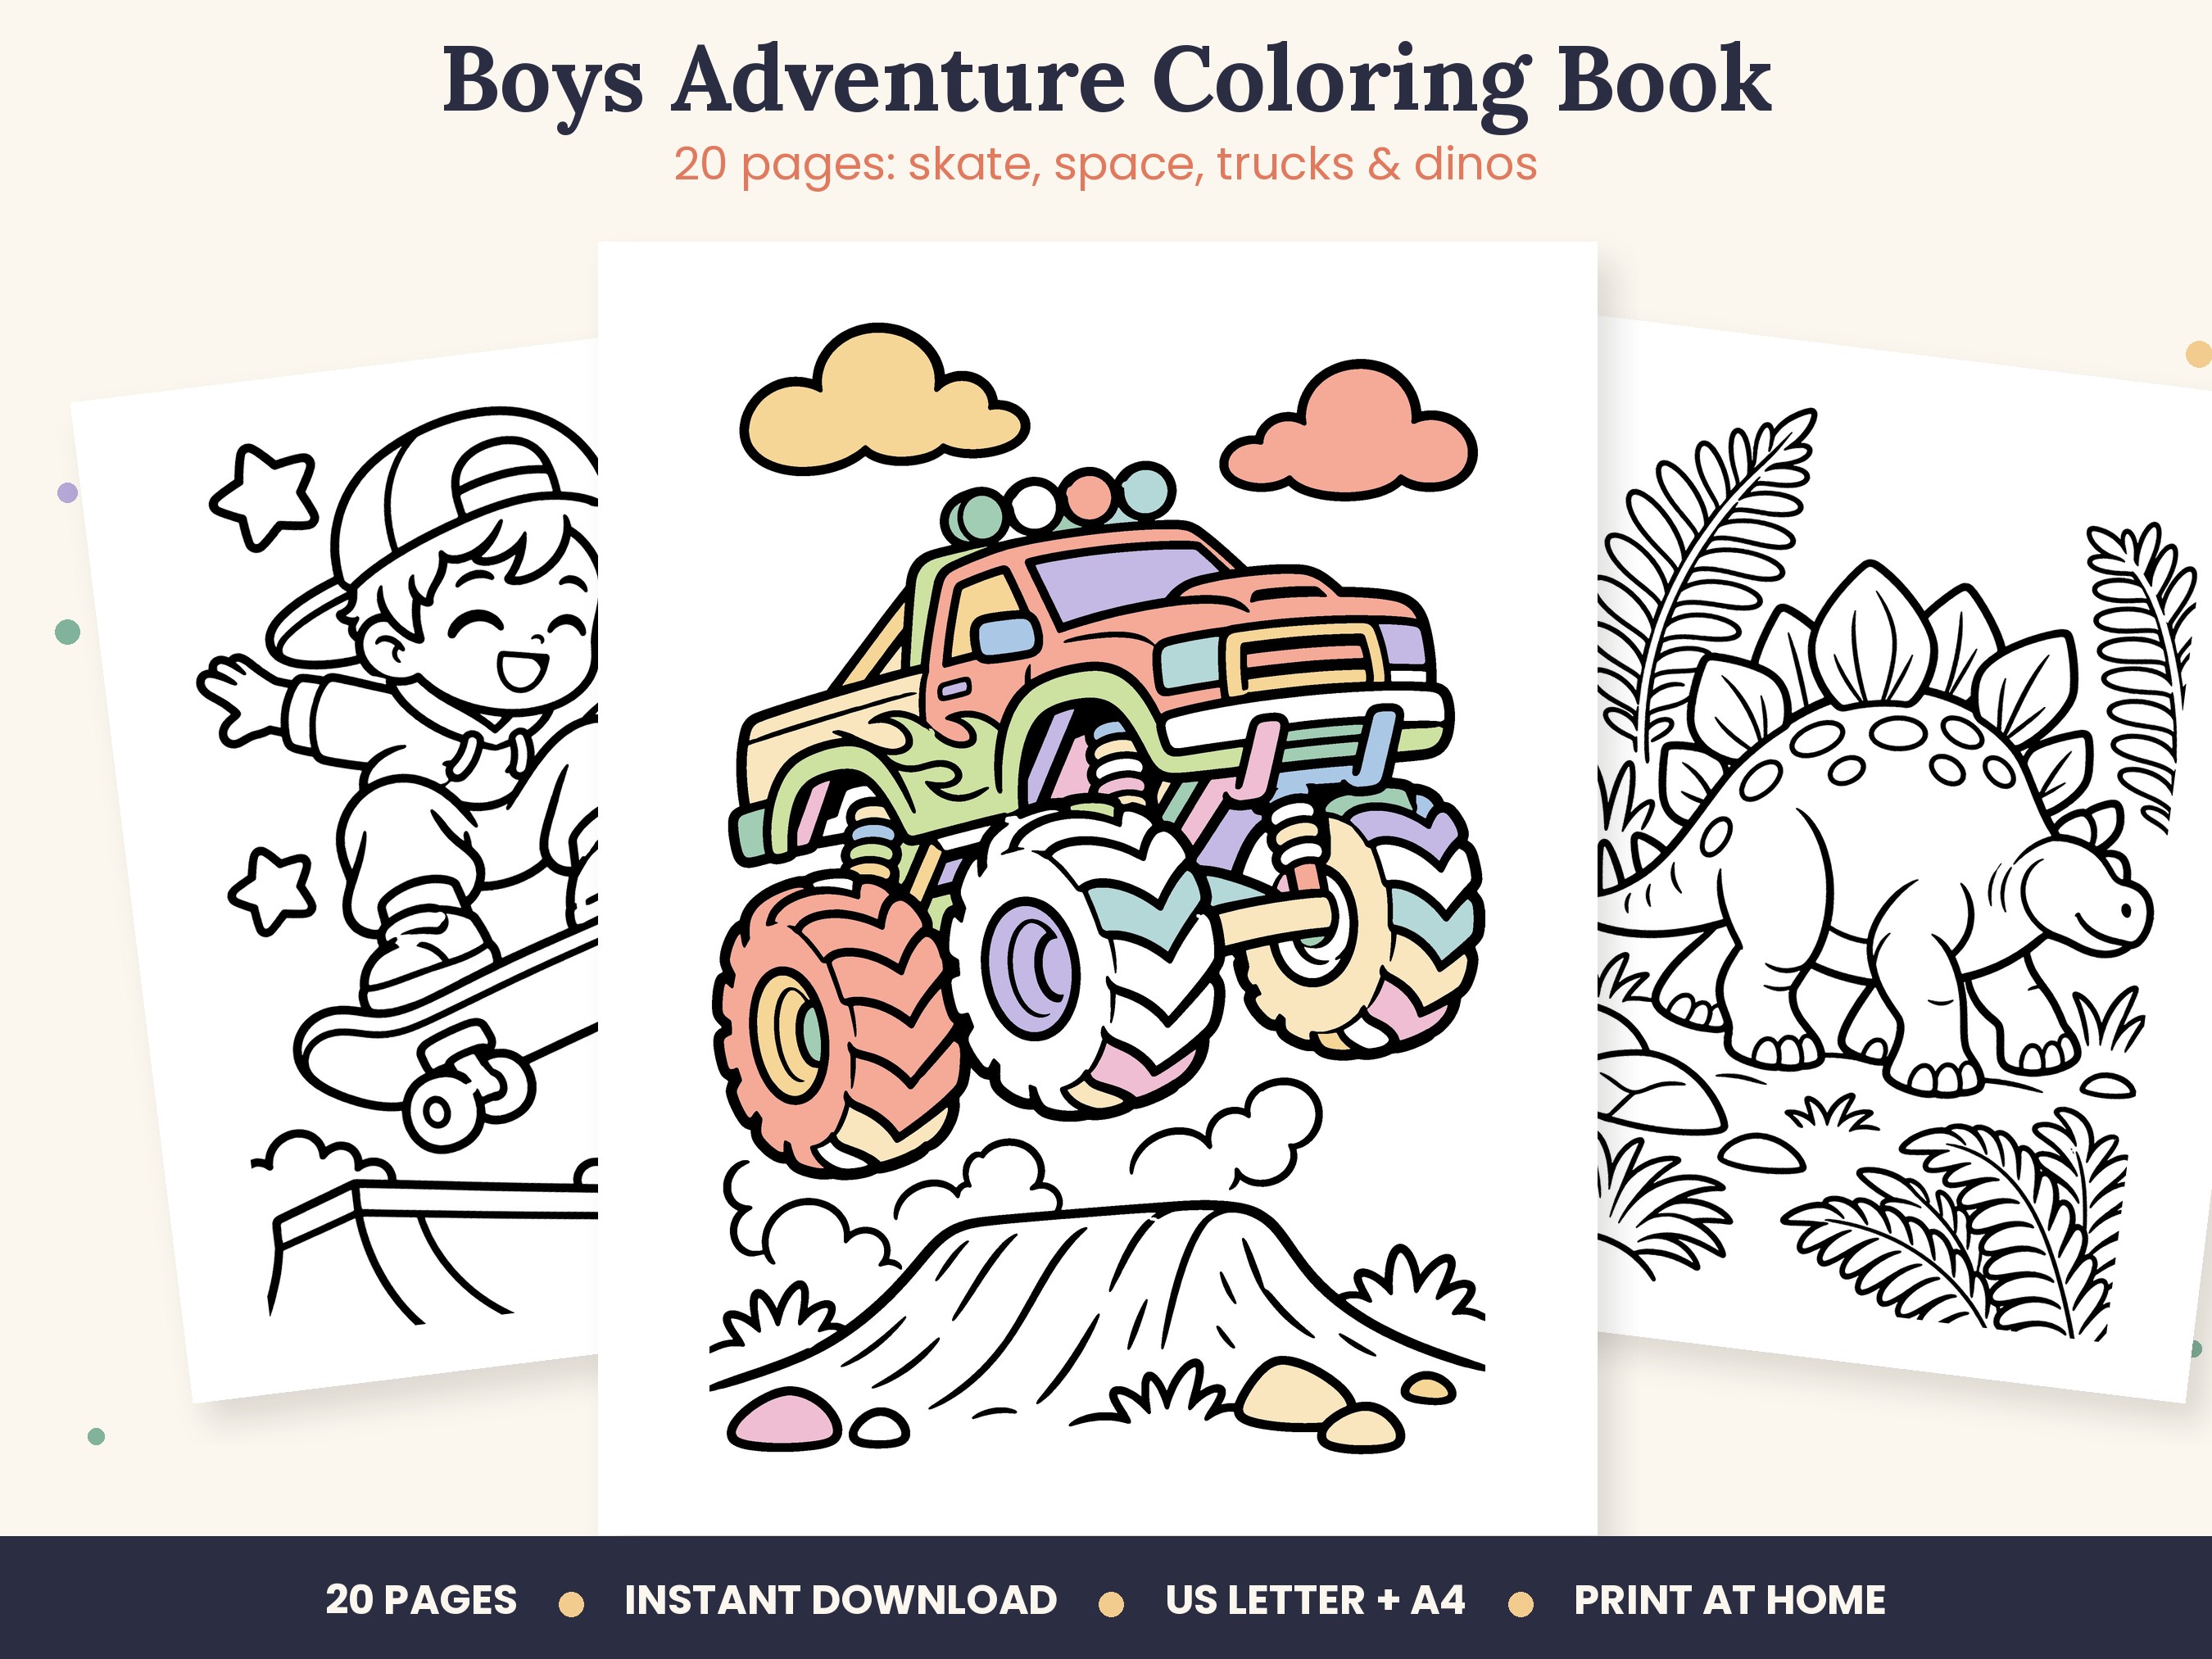 Boys Adventure Coloring Book
20 pages: skate, space, trucks & dinos
20 PAGES ● INSTANT DOWNLOAD ● US LETTER + A4 ● PRINT AT HOME